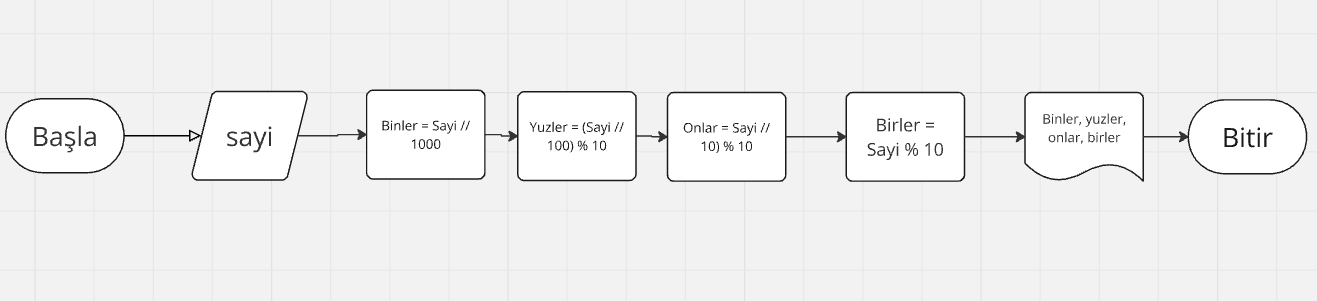 Başla
sayi
Binler = Sayi //
1000
Yuzler = (Sayi //
100) % 10
Onlar = Sayi //
10) % 10
Birler =
Sayi % 10
Binler, yuzler,
onlar, birler
Bitir